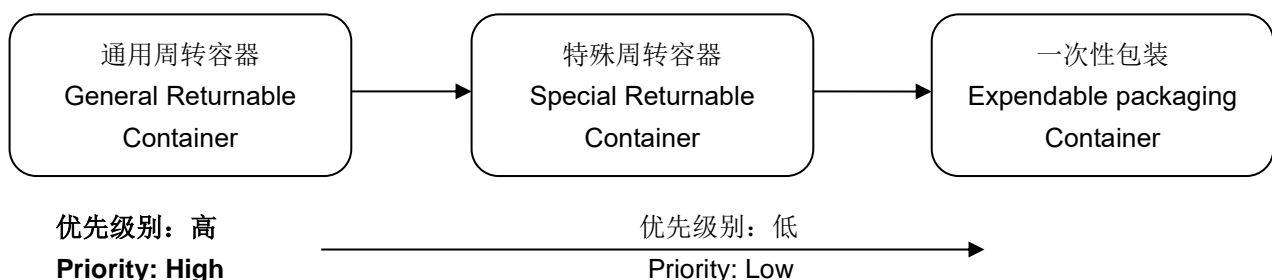 通用周转容器
General Returnable
Container
特殊周转容器
Special Returnable
Container
一次性包装
Expendable packaging
Container
优先级别：高
Priority: High
优先级别：低
Priority: Low